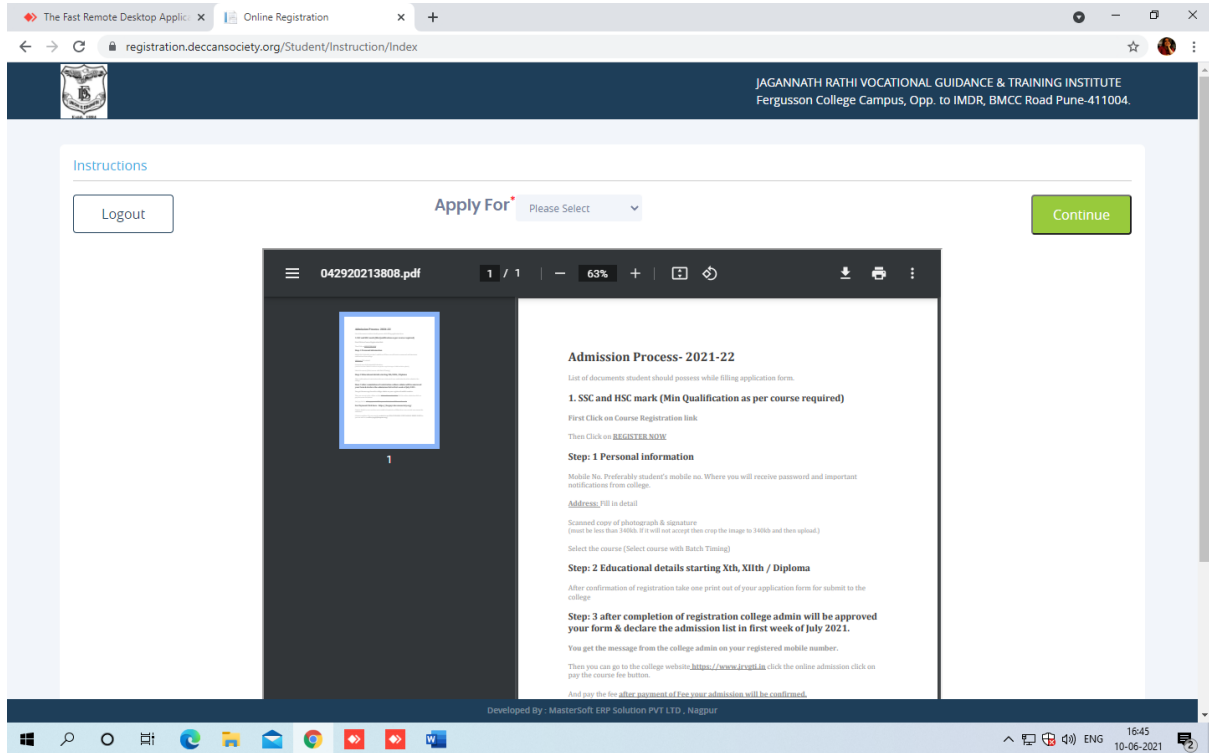 The Fast Remote Desktop Applic
Online Registration
registration.deccansociety.org/Student/Instruction/Index
JAGANNATH RATHI VOCATIONAL GUIDANCE & TRAINING INSTITUTE
Fergusson College Campus, Opp. to IMDR, BMCC Road Pune-411004.
Instructions
Logout
Apply For* Please Select
Continue
042920213808.pdf 1 / 1 63%
1
Admission Process- 2021-22
List of documents student should possess while filling application form.
1. SSC and HSC mark (Min Qualification as per course required)
First Click on Course Registration link
Then Click on REGISTER NOW
Step: 1 Personal information
Mobile No. Preferably student's mobile no. Where you will receive password and important
notifications from college.
Address: Fill in detail
Scanned copy of photograph & signature
(must be less than 340kb. if it will not accept then crop the image to 340kb and then upload.)
Select the course (Select course with Batch Timing)
Step: 2 Educational details starting Xth, XIIth / Diploma
After confirmation of registration take one print out of your application form for submit to the
college
Step: 3 after completion of registration college admin will be approved
your form & declare the admission list in first week of July 2021.
You get the message from the college admin on your registered mobile number.
Then you can go to the college website https://www.jrvgti.in click the online admission click on
pay the course fee button.
And pay the fee after payment of Fee your admission will be confirmed.
Developed By : MasterSoft ERP Solution PVT LTD , Nagpur
ENG
16:45
10-06-2021
2